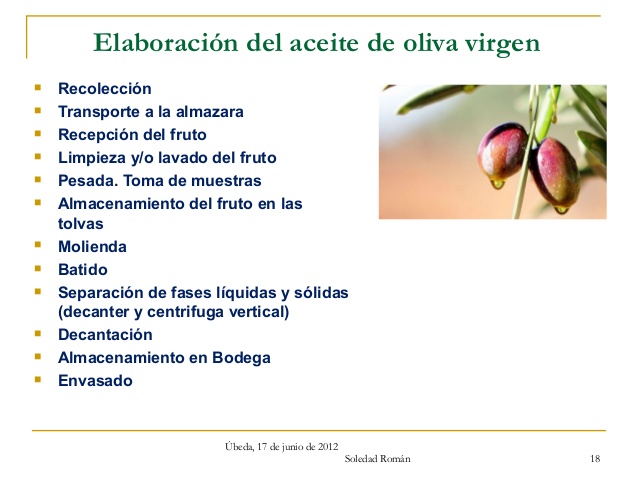 Elaboración del aceite de oliva virgen
Recolección
Transporte a la almazara
Recepción del fruto
Limpieza y/o lavado del fruto
Pesada. Toma de muestras
Almacenamiento del fruto en las
tolvas
Molienda
Batido
Separación de fases líquidas y sólidas
(decanter y centrifuga vertical)
Decantación
Almacenamiento en Bodega
Envasado
Úbeda, 17 de junio de 2012
Soledad Román
18